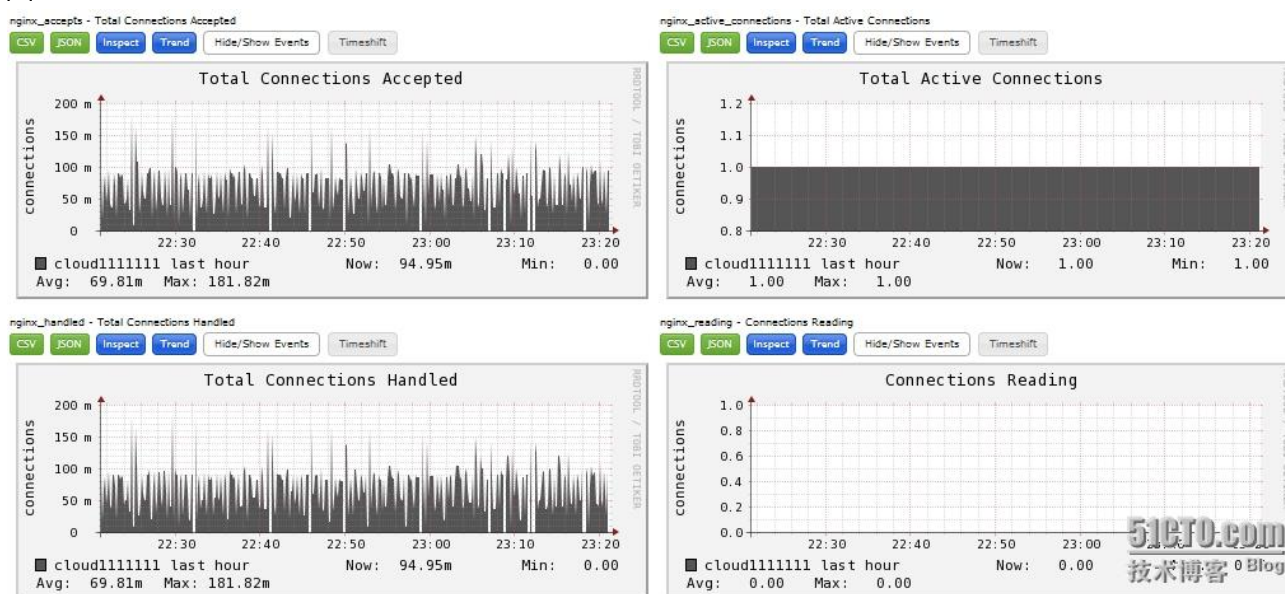 nginx_accepts - Total Connections Accepted
CSV JSON Inspect Trend Hide/Show Events Timeshift
Total Connections Accepted
connections
200 m
150 m
100 m
50 m
0
22:30 22:40 22:50 23:00 23:10 23:20
cloud1111111 last hour Now: 94.95m Min: 0.00
Avg: 69.81m Max: 181.82m
RRDTOOL / TOBI OETIKER
nginx_active_connections - Total Active Connections
CSV JSON Inspect Trend Hide/Show Events Timeshift
Total Active Connections
connections
1.2
1.1
1.0
0.9
0.8
22:30 22:40 22:50 23:00 23:10 23:20
cloud1111111 last hour Now: 1.00 Min: 1.00
Avg: 1.00 Max: 1.00
nginx_handled - Total Connections Handled
CSV JSON Inspect Trend Hide/Show Events Timeshift
Total Connections Handled
connections
200 m
150 m
100 m
50 m
0
22:30 22:40 22:50 23:00 23:10 23:20
cloud1111111 last hour Now: 94.95m Min: 0.00
Avg: 69.81m Max: 181.82m
RRDTOOL / TOBI OETIKER
nginx_reading - Connections Reading
CSV JSON Inspect Trend Hide/Show Events Timeshift
Connections Reading
connections
1.0
0.8
0.6
0.4
0.2
0.0
22:30 22:40 22:50 23:00
cloud1111111 last hour Now: 0.00
Avg: 0.00 Max: 0.00
51CTO.com
技术博客 Blog